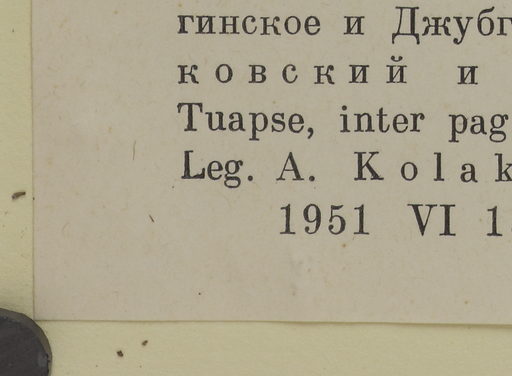 гинское и Джубг
ковский и
Tuapse, inter pag
Leg. A. Kolak
1951 VI 1